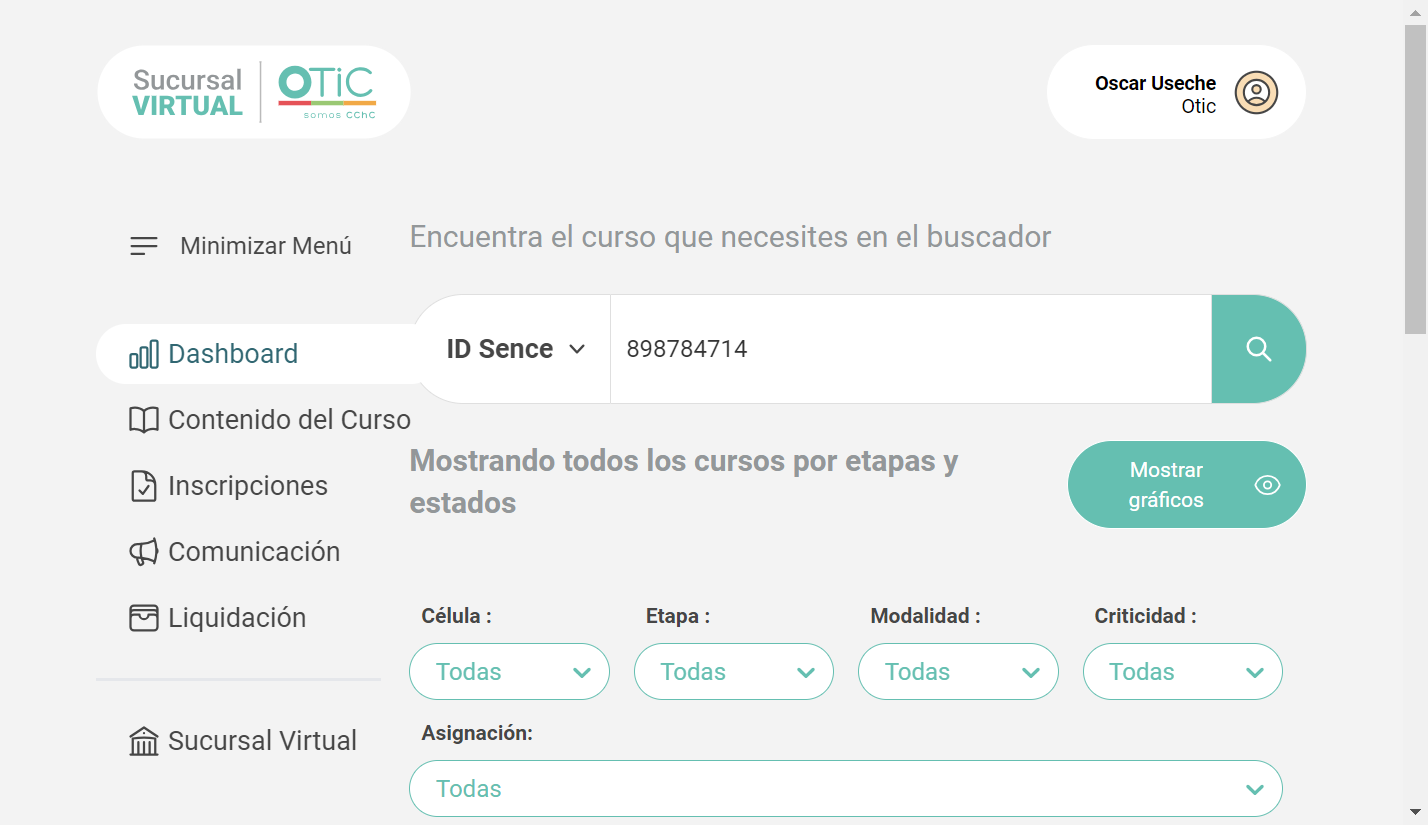 Sucursal
VIRTUAL
OTiC
somos CChC
Oscar Useche
Otic
Minimizar Menú
Dashboard
Contenido del Curso
Inscripciones
Comunicación
Liquidación
Sucursal Virtual
Encuentra el curso que necesites en el buscador
ID Sence
898784714
Mostrando todos los cursos por etapas y
estados
Mostrar
gráficos
Célula :
Etapa :
Modalidad :
Criticidad :
Todas
Todas
Todas
Todas
Asignación:
Todas